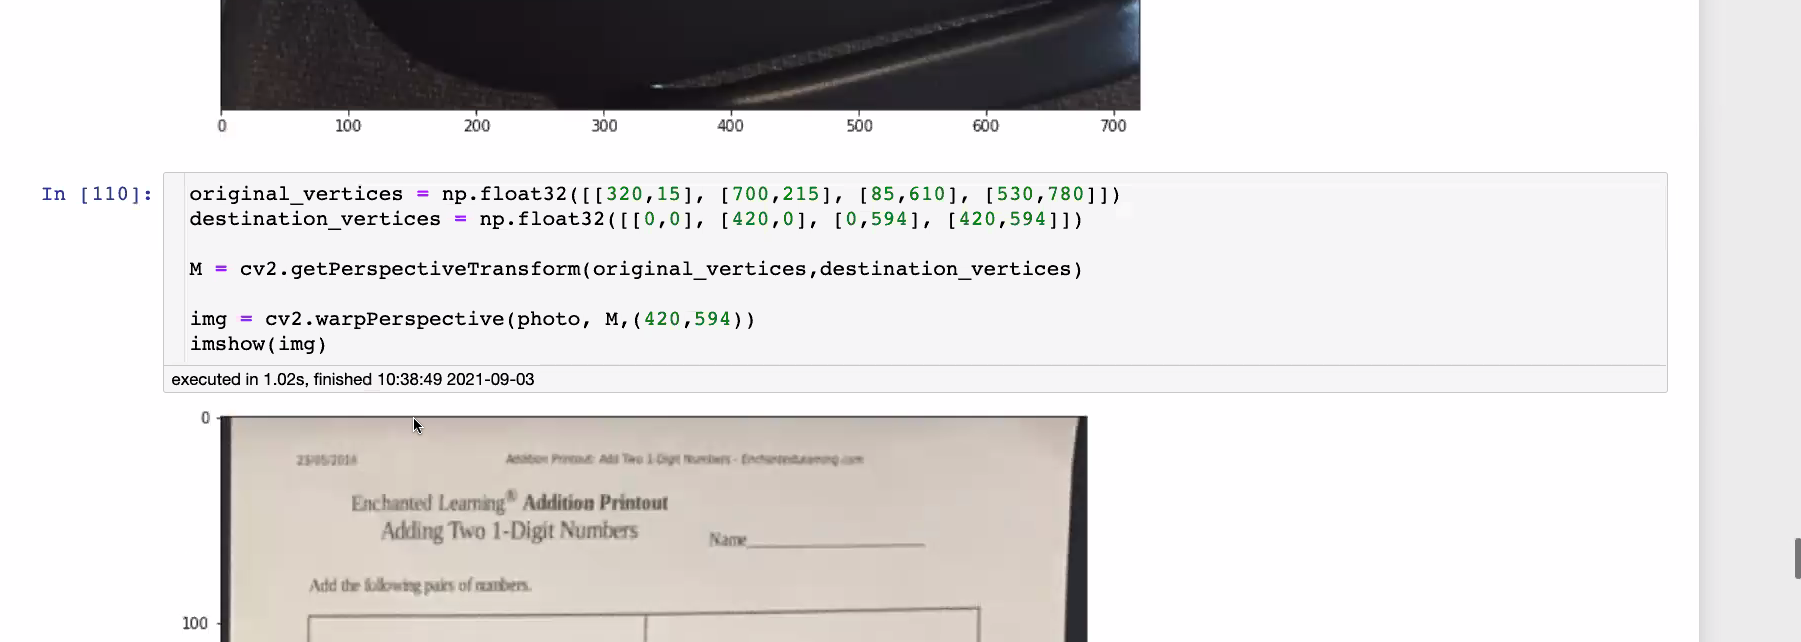 0 100 200 300 400 500 600 700
In [110]:
original_vertices = np.float32([[320,15], [700,215], [85,610], [530,780]])
destination_vertices = np.float32([[0,0], [420,0], [0,594], [420,594]])
M = cv2.getPerspectiveTransform(original_vertices,destination_vertices)
img = cv2.warpPerspective(photo, M,(420,594))
imshow(img)
executed in 1.02s, finished 10:38:49 2021-09-03
0
Addition Printout: Add Two 1-Digit Numbers - EnchantedLearning.com
Enchanted Learning® Addition Printout
Adding Two 1-Digit Numbers
Name
Add the following pairs of numbers.
100